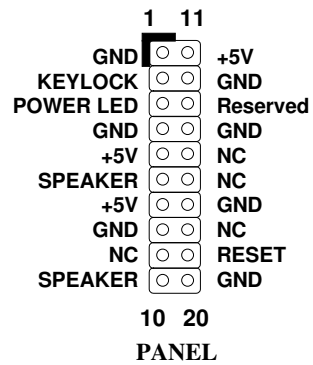 1 11
GND +5V
KEYLOCK GND
POWER LED Reserved
GND GND
+5V NC
SPEAKER NC
+5V GND
GND NC
NC RESET
SPEAKER GND
10 20
PANEL